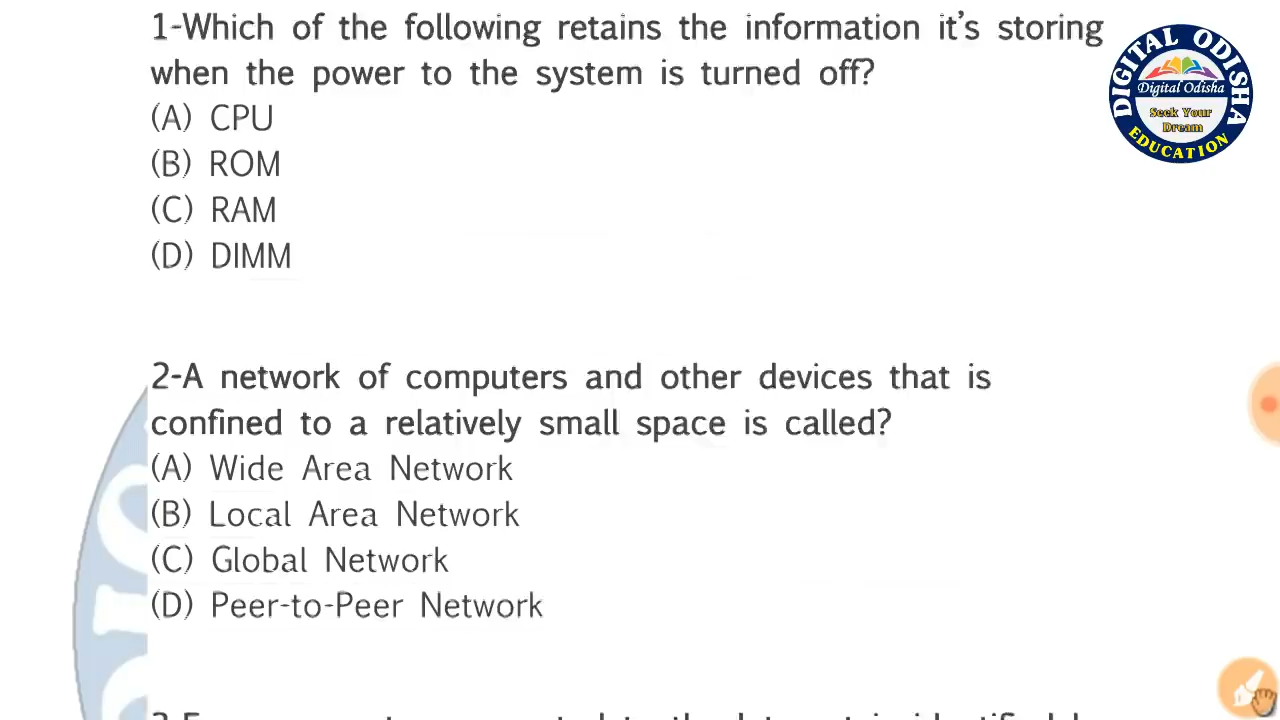 1-Which of the following retains the information it's storing
when the power to the system is turned off?
(A) CPU
(B) ROM
(C) RAM
(D) DIMM
2-A network of computers and other devices that is
confined to a relatively small space is called?
(A) Wide Area Network
(B) Local Area Network
(C) Global Network
(D) Peer-to-Peer Network
DIGITAL ODISHA
Digital Odisha
Seek Your
Dream
EDUCATION